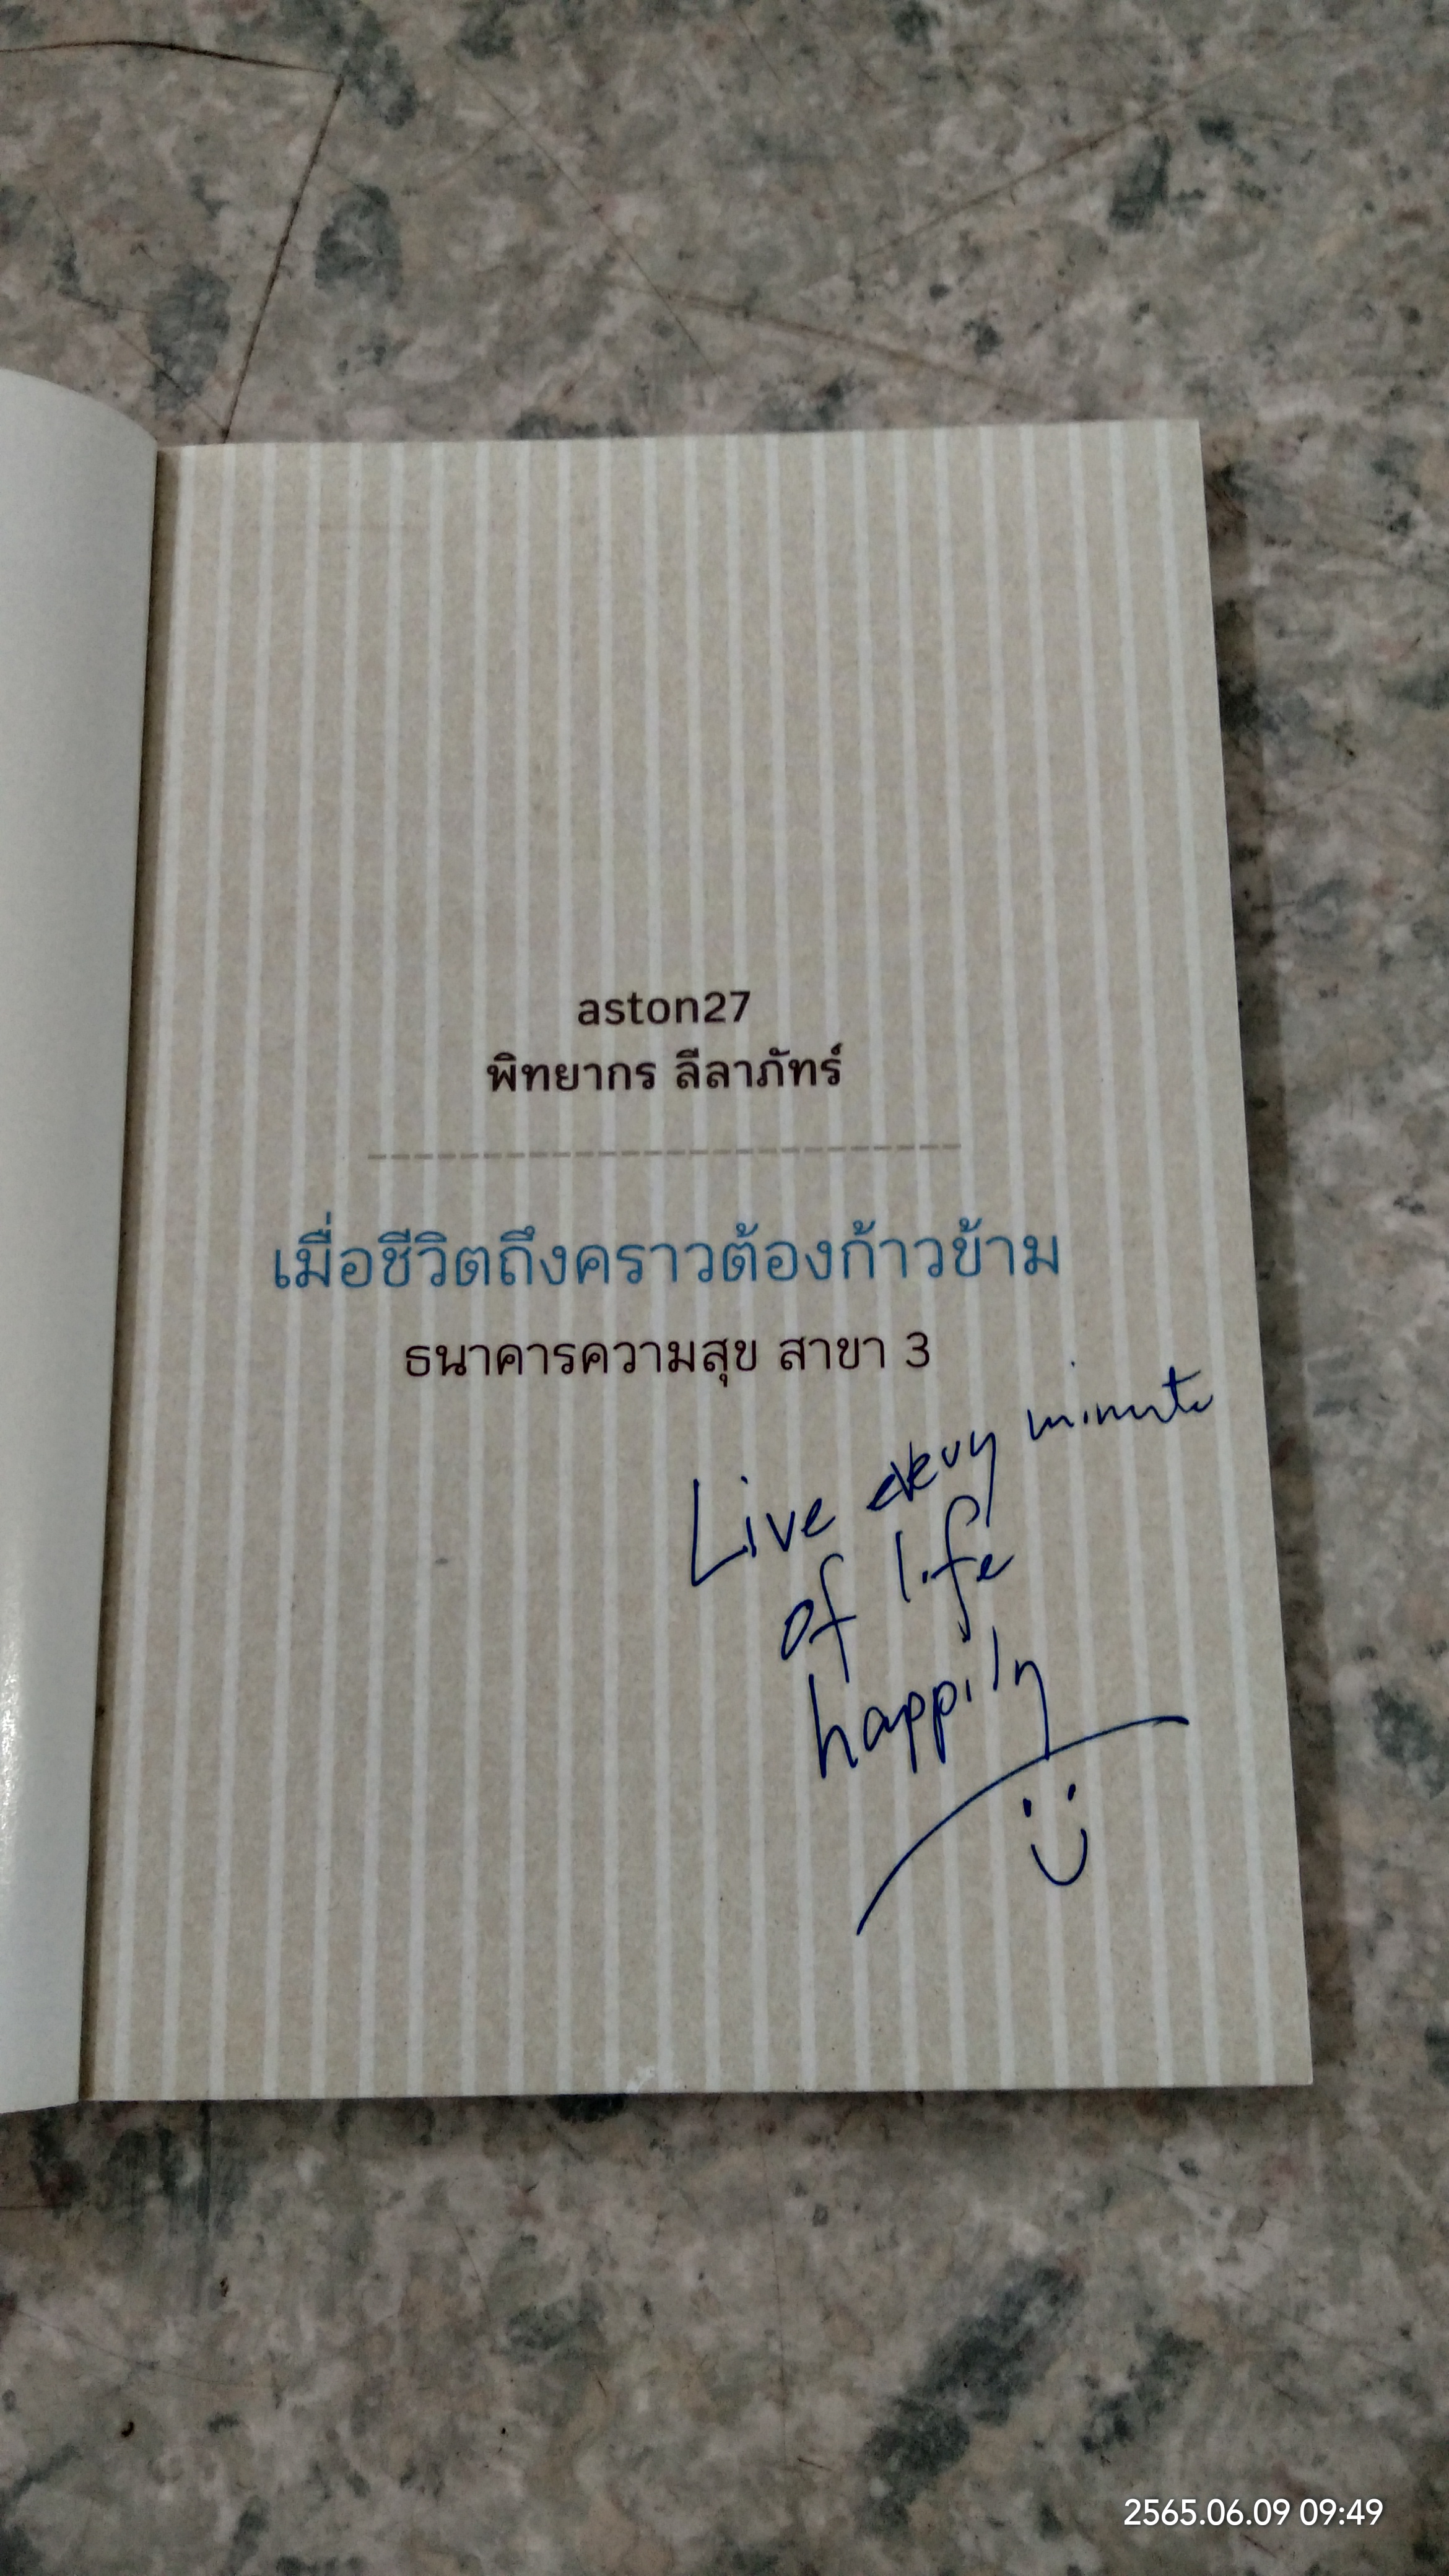 aston27
พิทยากร ลีลาภัทร์
เมื่อชีวิตถึงคราวต้องก้าวข้าม
ธนาคารความสุข สาขา 3
Live every minute
of life
happily
2565.06.09 09:49